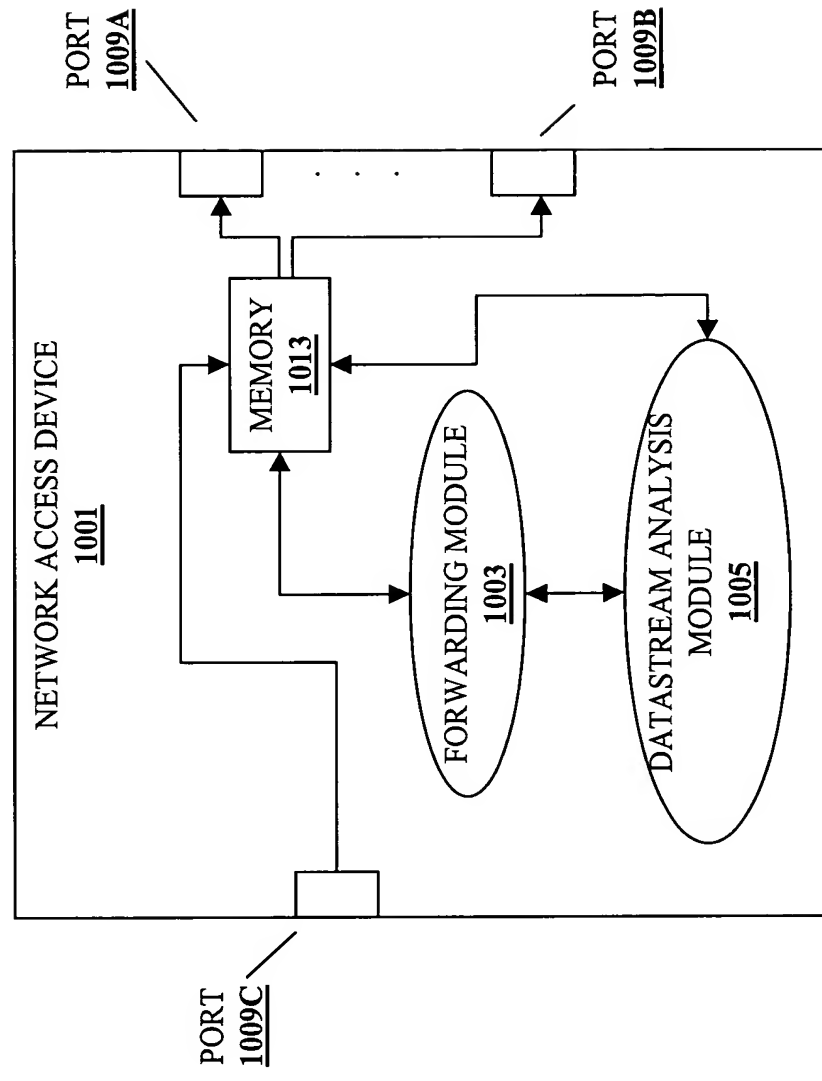 NETWORK ACCESS DEVICE
1001
PORT
1009A
PORT
1009B
PORT
1009C
MEMORY
1013
FORWARDING MODULE
1003
DATASTREAM ANALYSIS
MODULE
1005